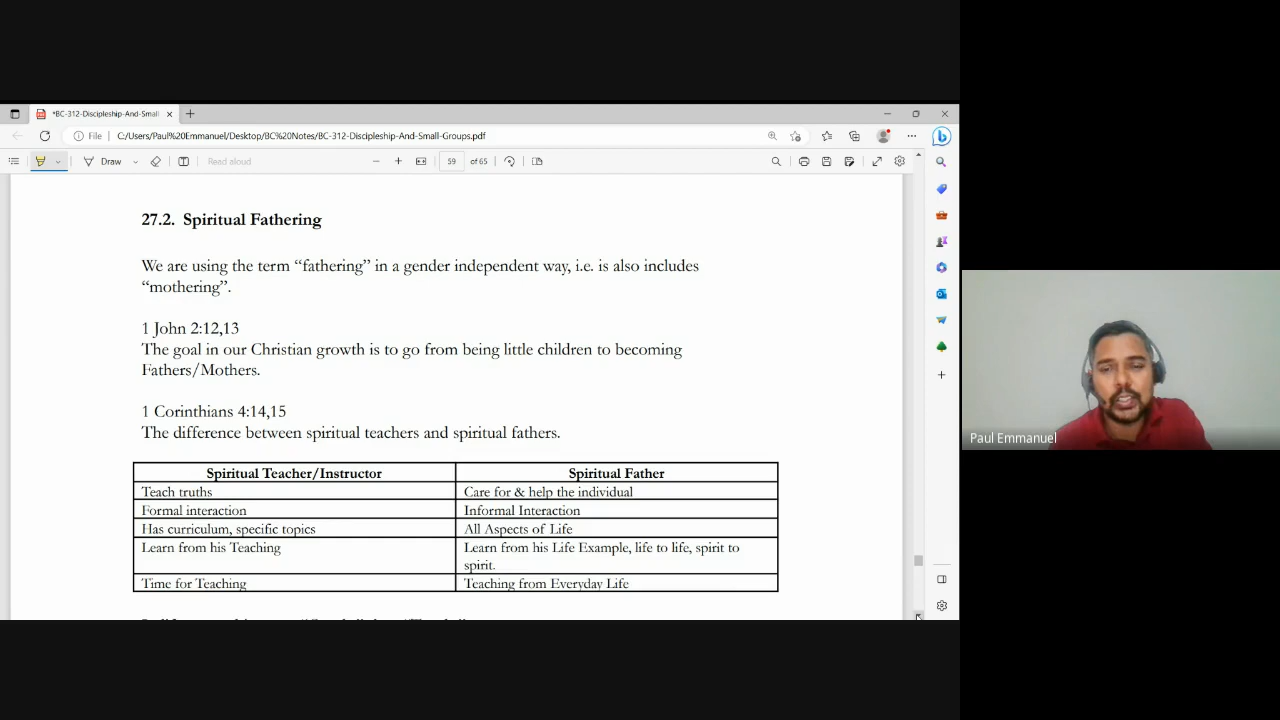 *BC-312-Discipleship-And-Small
File
C:/Users/Paul%20Emmanuel/Desktop/BC%20Notes/BC-312-Discipleship-And-Small-Groups.pdf
Draw
Read aloud
59 of 65
27.2. Spiritual Fathering
We are using the term “fathering” in a gender independent way, i.e. is also includes
“mothering”.
1 John 2:12,13
The goal in our Christian growth is to go from being little children to becoming
Fathers/Mothers.
1 Corinthians 4:14,15
The difference between spiritual teachers and spiritual fathers.
Spiritual Teacher/Instructor Spiritual Father
Teach truths Care for & help the individual
Formal interaction Informal Interaction
Has curriculum, specific topics All Aspects of Life
Learn from his Teaching Learn from his Life Example, life to life, spirit to
spirit.
Time for Teaching Teaching from Everyday Life
Paul Emmanuel